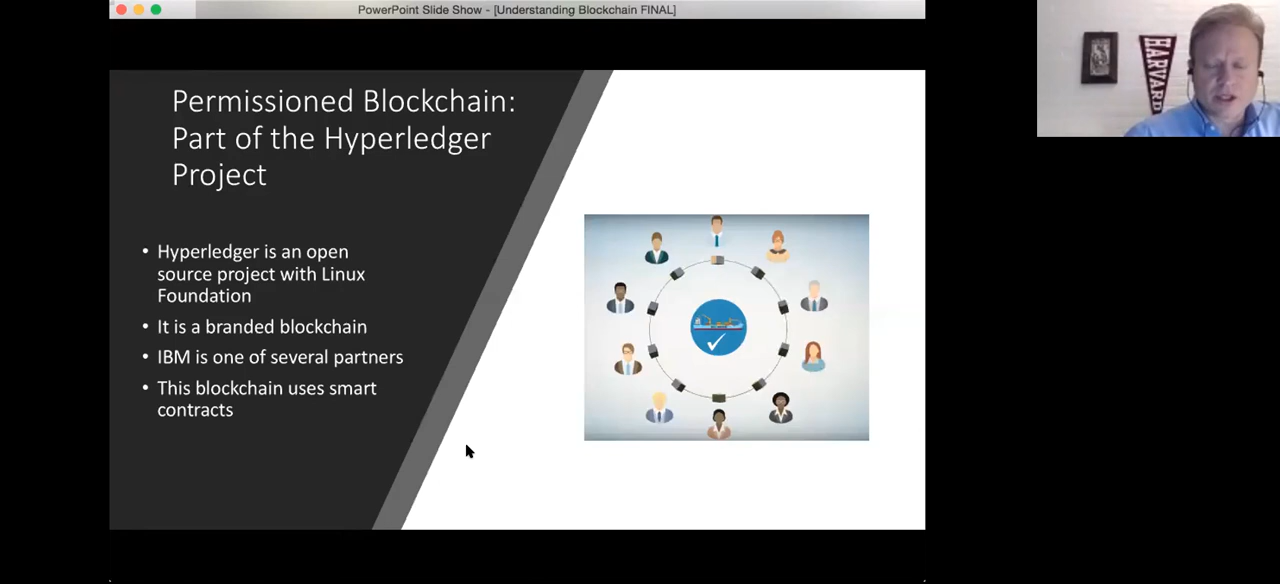 PowerPoint Slide Show - [Understanding Blockchain FINAL]
HARVARD
Permissioned Blockchain:
Part of the Hyperledger
Project
• Hyperledger is an open
source project with Linux
Foundation
• It is a branded blockchain
• IBM is one of several partners
• This blockchain uses smart
contracts